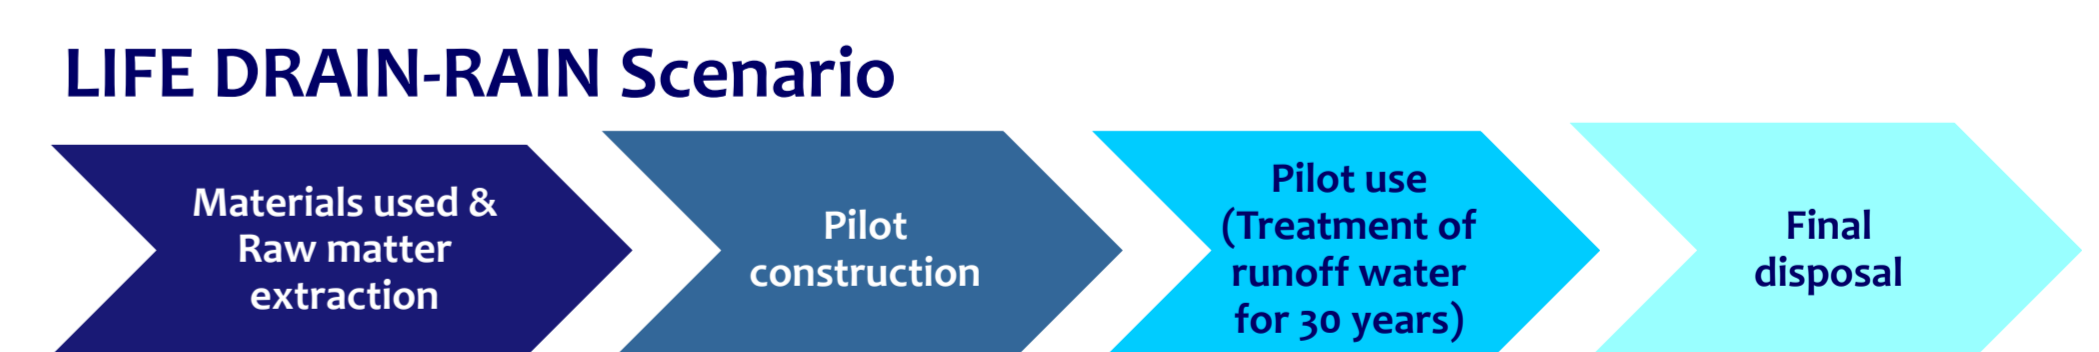 LIFE DRAIN-RAIN Scenario
Materials used &
Raw matter
extraction
Pilot
construction
Pilot use
(Treatment of
runoff water
for 30 years)
Final
disposal